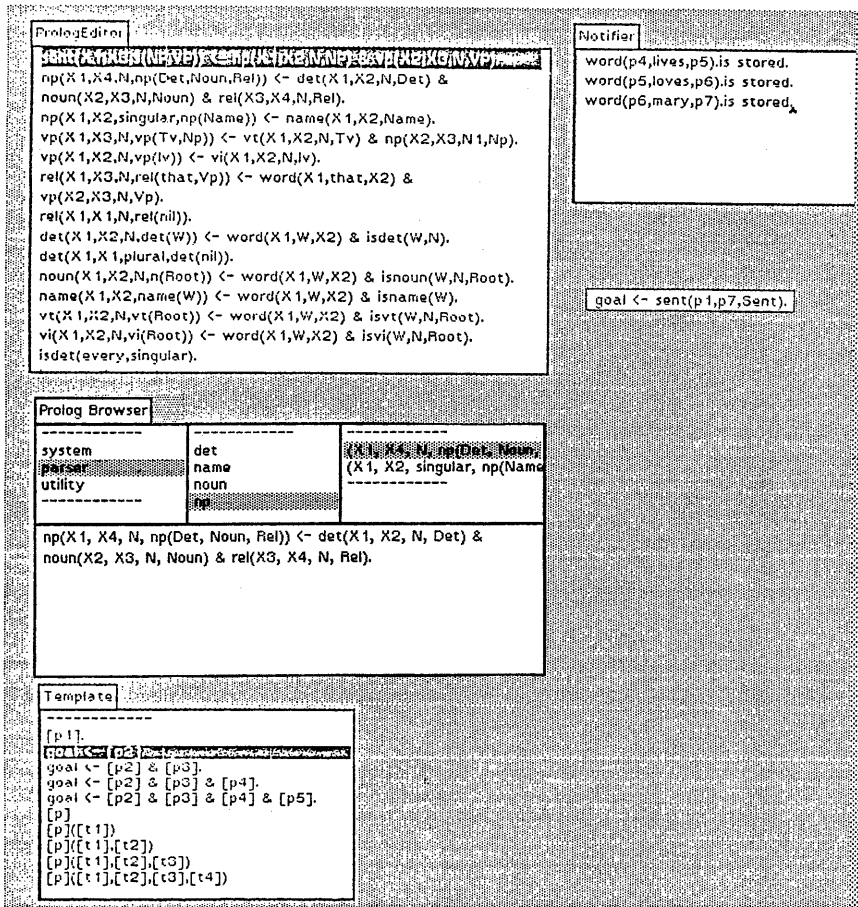 PrologEditor
np(X1,X4,N,np(Det,Noun,Rel)) <- det(X1,X2,N,Det) &
noun(X2,X3,N,Noun) & rel(X3,X4,N,Rel).
np(X1,X2,singular,np(Name)) <- name(X1,X2,Name).
vp(X1,X3,N,vp(Tv,Np)) <- vt(X1,X2,N,Tv) & np(X2,X3,N1,Np).
vp(X1,X2,N,vp(Iv)) <- vi(X1,X2,N,Iv).
rel(X1,X3,N,rel(that,Vp)) <- word(X1,that,X2) &
vp(X2,X3,N,Vp).
rel(X1,X1,N,rel(nil)).
det(X1,X2,N,det(W)) <- word(X1,W,X2) & isdet(W,N).
det(X1,X1,plural,det(nil)).
noun(X1,X2,N,n(Root)) <- word(X1,W,X2) & isnoun(W,N,Root).
name(X1,X2,name(W)) <- word(X1,W,X2) & isname(W).
vt(X1,X2,N,vt(Root)) <- word(X1,W,X2) & isvt(W,N,Root).
vi(X1,X2,N,vi(Root)) <- word(X1,W,X2) & isvi(W,N,Root).
isdet(every,singular).
Notifier
word(p4,lives,p5).is stored.
word(p5,loves,p6).is stored.
word(p6,mary,p7).is stored.
goal <- sent(p1,p7,Sent).
Prolog Browser
------------
system
parser
utility
------------
------------
det
name
noun
np
------------
(X1, X4, N, np(Det, Noun,
(X1, X2, singular, np(Name
------------
np(X1, X4, N, np(Det, Noun, Rel)) <- det(X1, X2, N, Det) &
noun(X2, X3, N, Noun) & rel(X3, X4, N, Rel).
Template
------------
[p1].
goal <- [p2]
goal <- [p2] & [p3].
goal <- [p2] & [p3] & [p4].
goal <- [p2] & [p3] & [p4] & [p5].
[p]
[p]([t1])
[p]([t1],[t2])
[p]([t1],[t2],[t3])
[p]([t1],[t2],[t3],[t4])